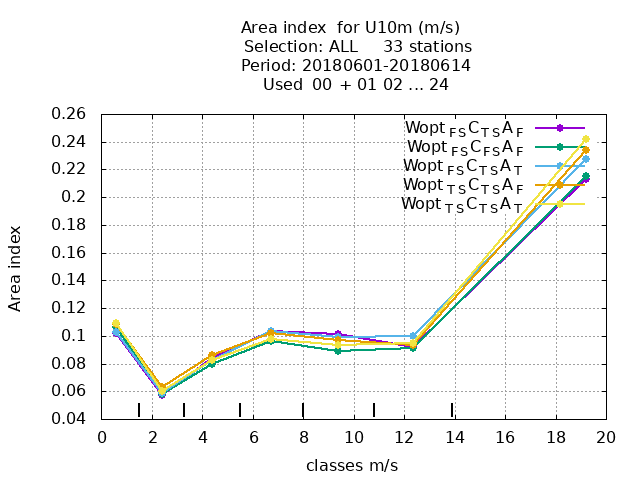 Area index  for U10m (m/s)
Selection: ALL     33 stations
Period: 20180601-20180614
Used  00 + 01 02 ... 24
0.26
0.24
0.22
0.2
0.18
0.16
0.14
0.12
0.1
0.08
0.06
0.04
Wopt FS C TS A F
Wopt FS C FS A F
Wopt FS C TS A T
Wopt TS C TS A F
Wopt TS C TS A T
Area index
0 2 4 6 8 10 12 14 16 18 20
classes m/s